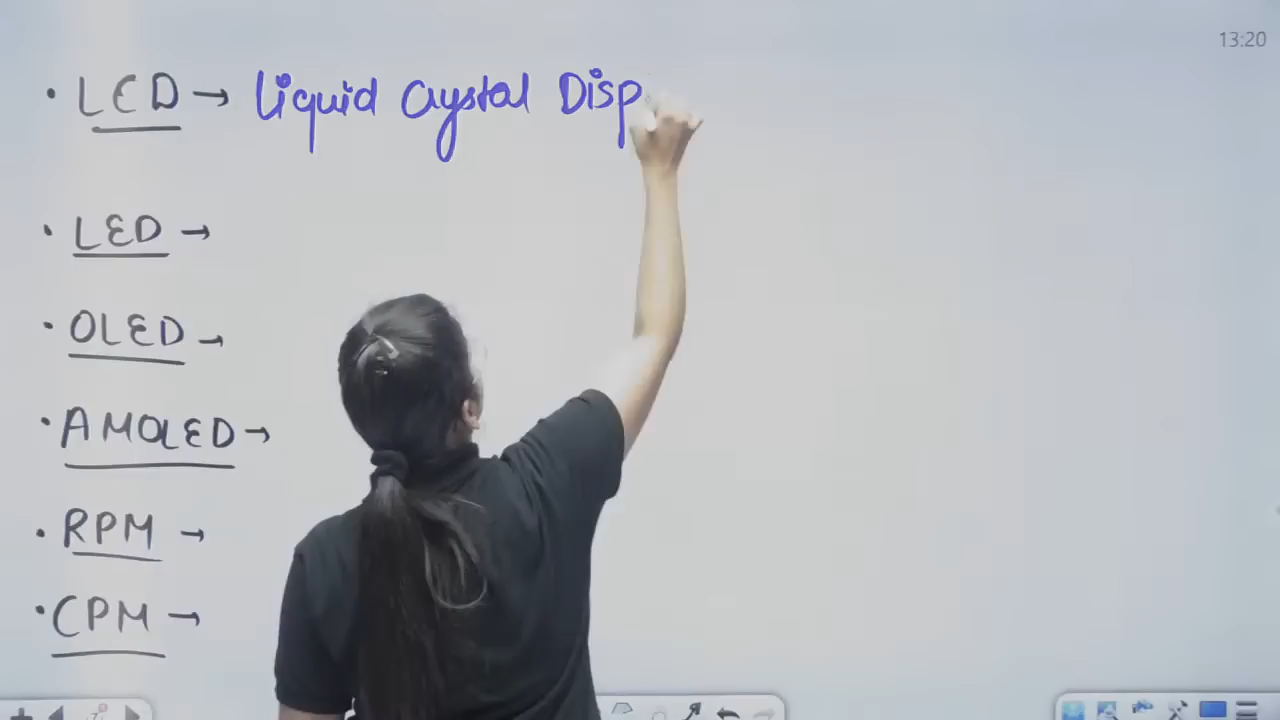 13:20
• LCD → Liquid Crystal Disp
• LED →
• OLED →
• AMOLED →
• RPM →
• CPM →